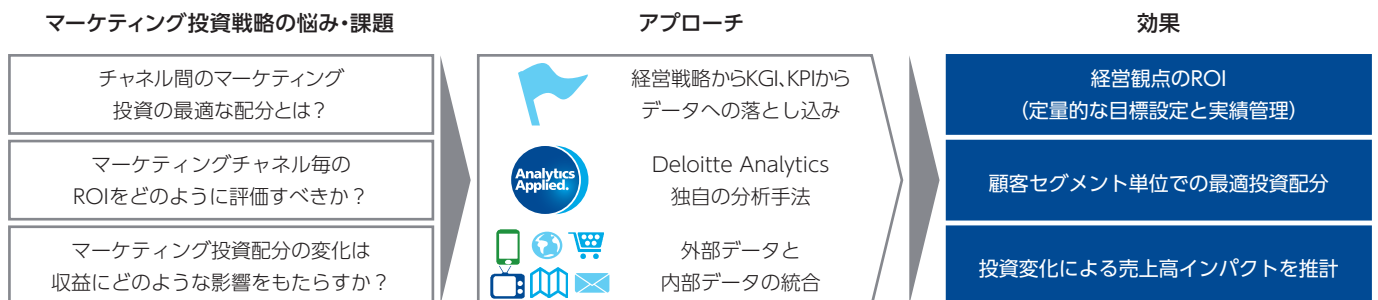 マーケティング投資戦略の悩み・課題
チャネル間のマーケティング
投資の最適な配分とは？
マーケティングチャネル毎の
ROIをどのように評価すべきか？
マーケティング投資配分の変化は
収益にどのような影響をもたらすか？
アプローチ
経営戦略からKGI、KPIから
データへの落とし込み
Analytics
Applied.
Deloitte Analytics
独自の分析手法
外部データと
内部データの統合
効果
経営観点のROI
（定量的な目標設定と実績管理）
顧客セグメント単位での最適投資配分
投資変化による売上高インパクトを推計